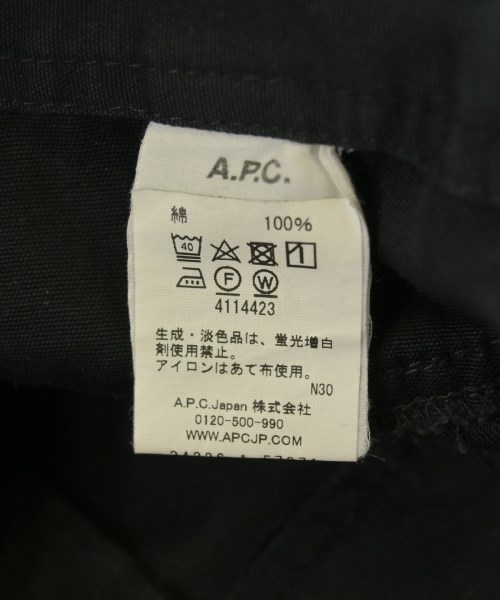 A.P.C.
綿 100%
40
F W
4114423
生成・淡色品は、蛍光増白
剤使用禁止。
アイロンはあて布使用。
N30
A.P.C.Japan 株式会社
0120-500-990
WWW.APCJP.COM